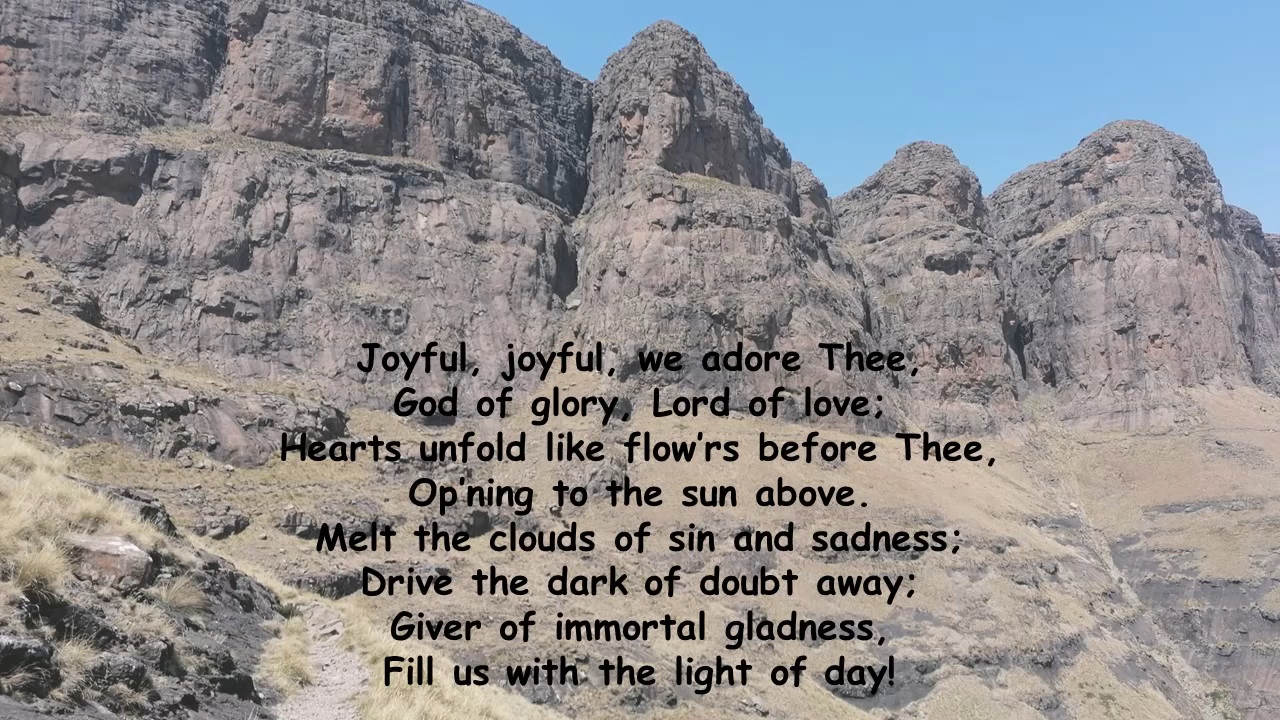 Joyful, joyful, we adore Thee,
God of glory, Lord of love;
Hearts unfold like flow'rs before Thee,
Op'ning to the sun above.
Melt the clouds of sin and sadness;
Drive the dark of doubt away;
Giver of immortal gladness,
Fill us with the light of day!